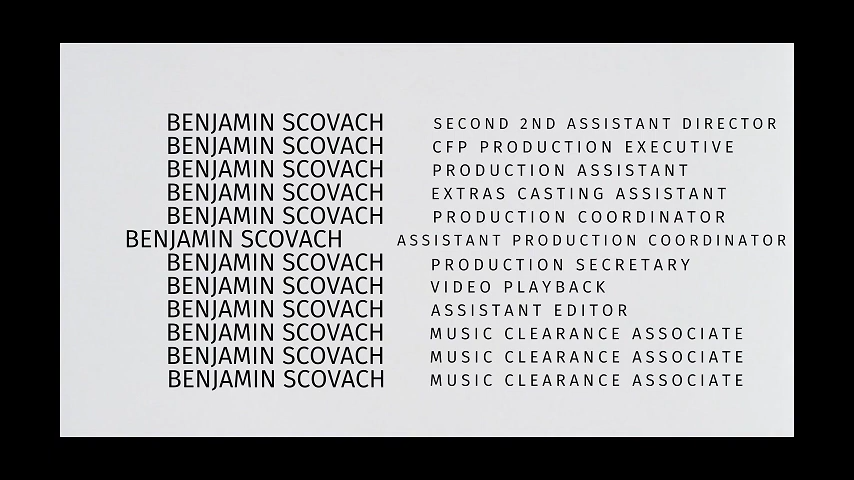 BENJAMIN SCOVACH SECOND 2ND ASSISTANT DIRECTOR
BENJAMIN SCOVACH CFP PRODUCTION EXECUTIVE
BENJAMIN SCOVACH PRODUCTION ASSISTANT
BENJAMIN SCOVACH EXTRAS CASTING ASSISTANT
BENJAMIN SCOVACH PRODUCTION COORDINATOR
BENJAMIN SCOVACH ASSISTANT PRODUCTION COORDINATOR
BENJAMIN SCOVACH PRODUCTION SECRETARY
BENJAMIN SCOVACH VIDEO PLAYBACK
BENJAMIN SCOVACH ASSISTANT EDITOR
BENJAMIN SCOVACH MUSIC CLEARANCE ASSOCIATE
BENJAMIN SCOVACH MUSIC CLEARANCE ASSOCIATE
BENJAMIN SCOVACH MUSIC CLEARANCE ASSOCIATE